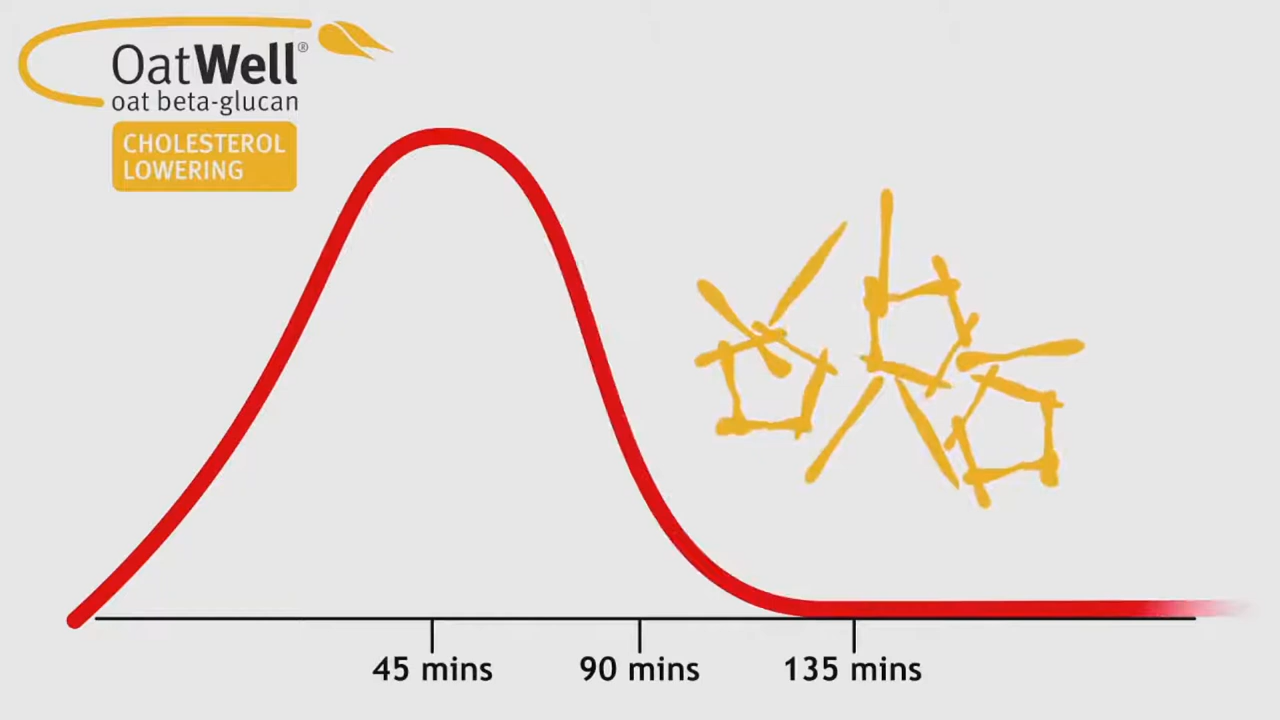 OatWell®
oat beta-glucan
CHOLESTEROL
LOWERING
45 mins 90 mins 135 mins